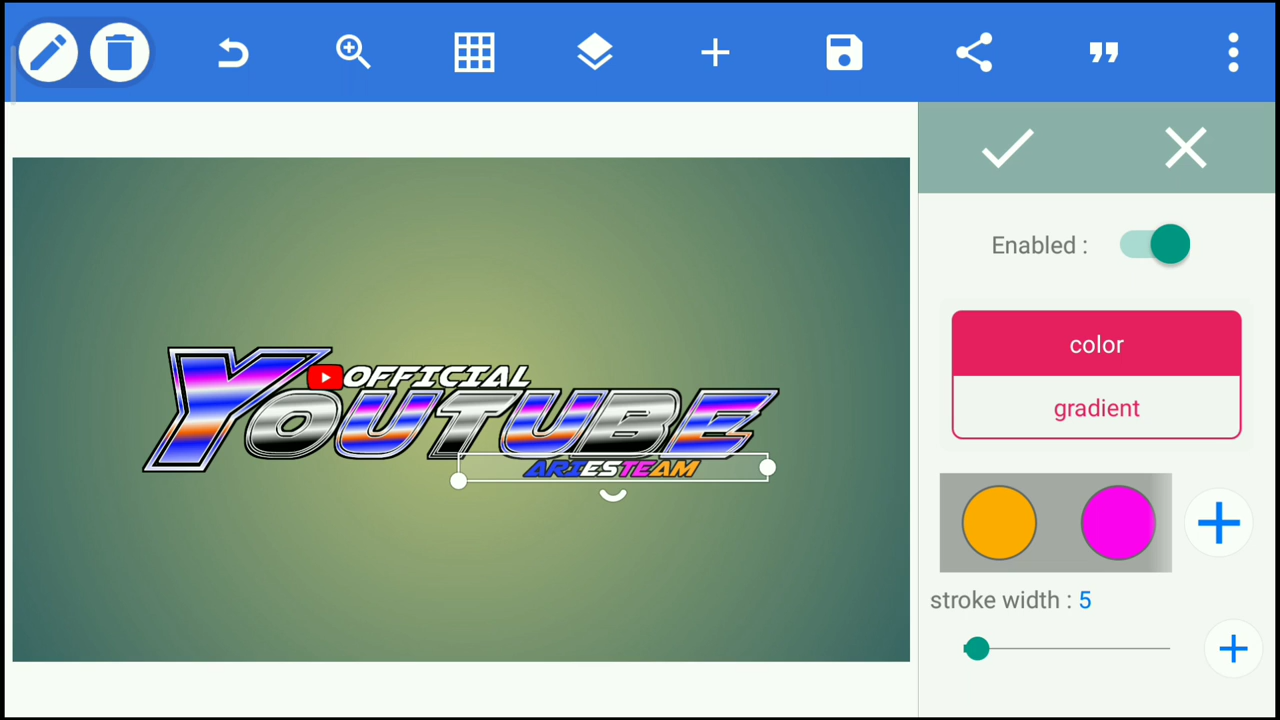 Enabled :
color
gradient
stroke width : 5
OFFICIAL
YOUTUBE
ARIESTEAM